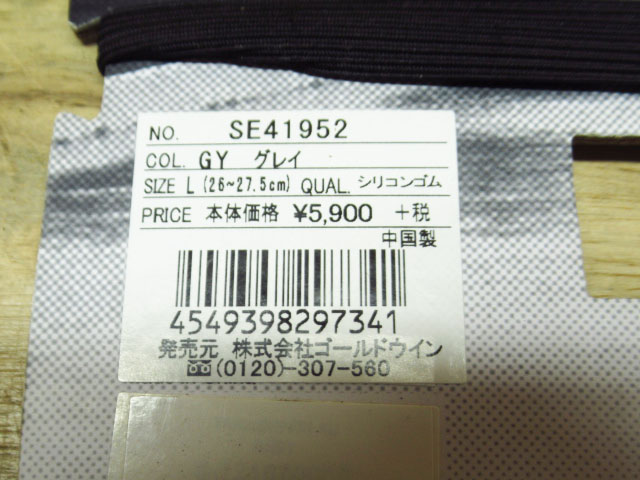 NO. SE41952
COL. GY グレイ
SIZE L (26~27.5cm) QUAL. シリコンゴム
PRICE 本体価格 ¥5,900 +税
中国製
4549398297341
発売元 株式会社ゴールドウイン
(0120)-307-560